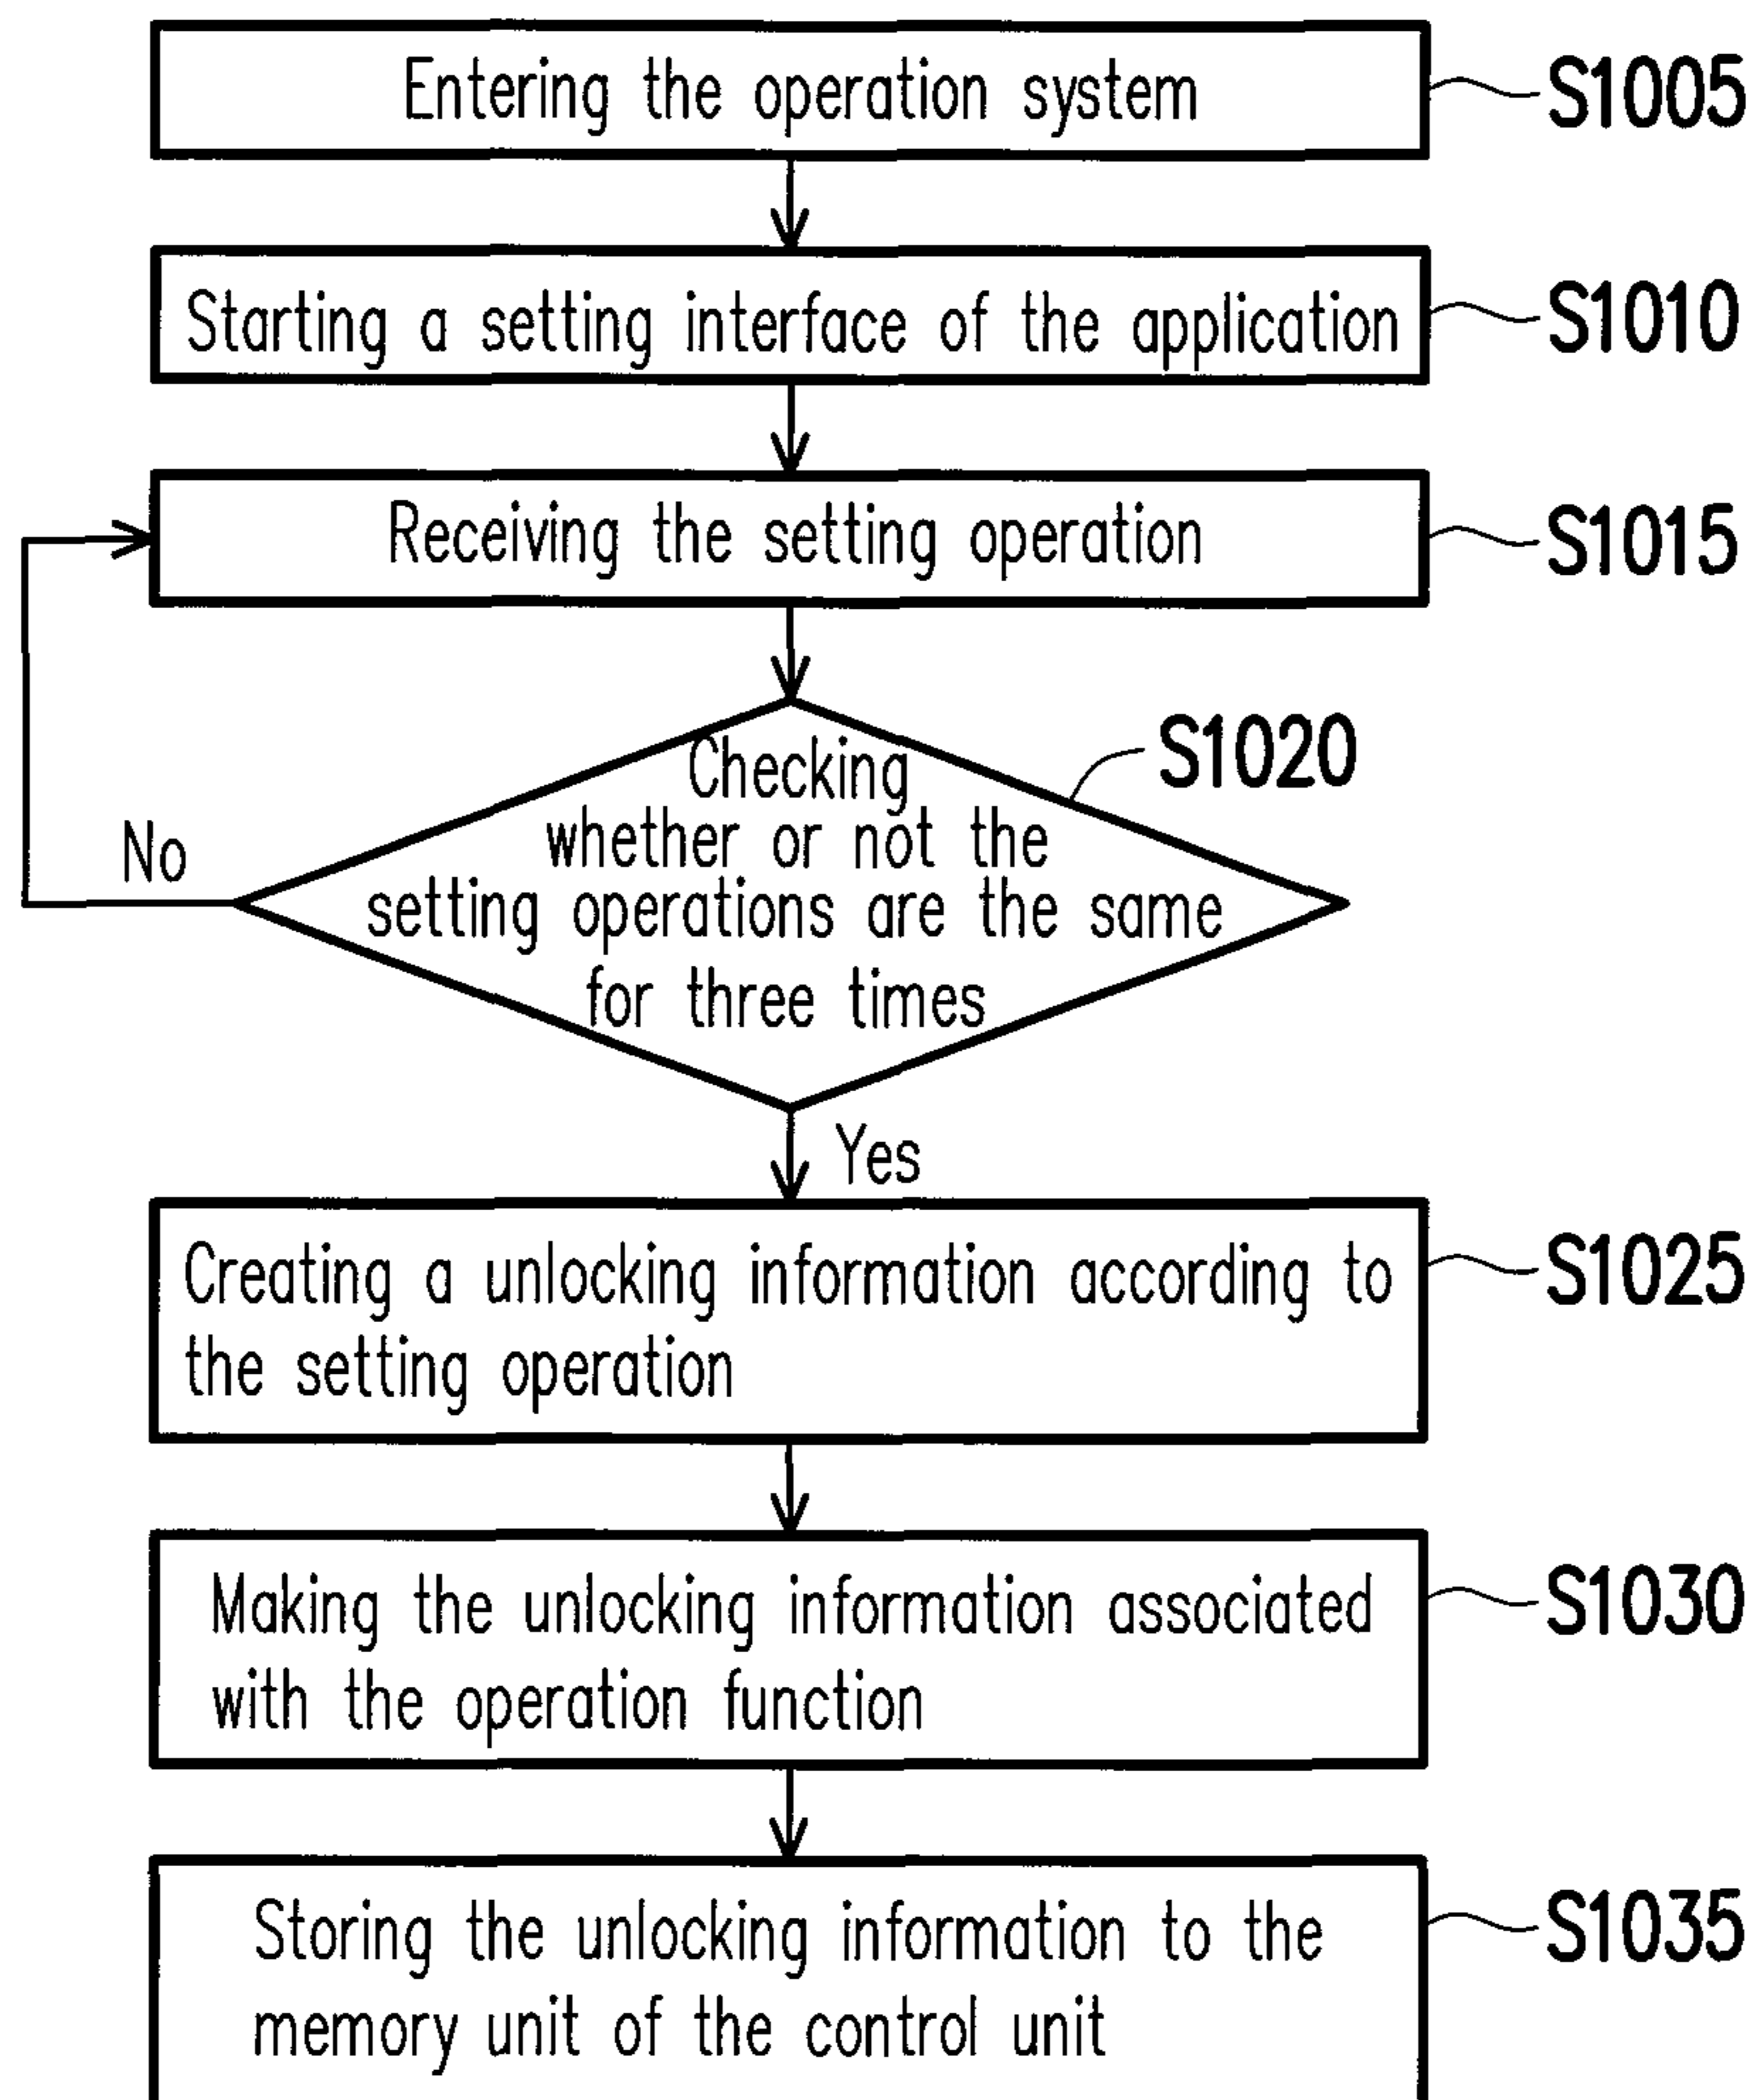 Entering the operation system
S1005
Starting a setting interface of the application
S1010
Receiving the setting operation
S1015
Checking
whether or not the
setting operations are the same
for three times
S1020
No
Yes
Creating a unlocking information according to
the setting operation
S1025
Making the unlocking information associated
with the operation function
S1030
Storing the unlocking information to the
memory unit of the control unit
S1035